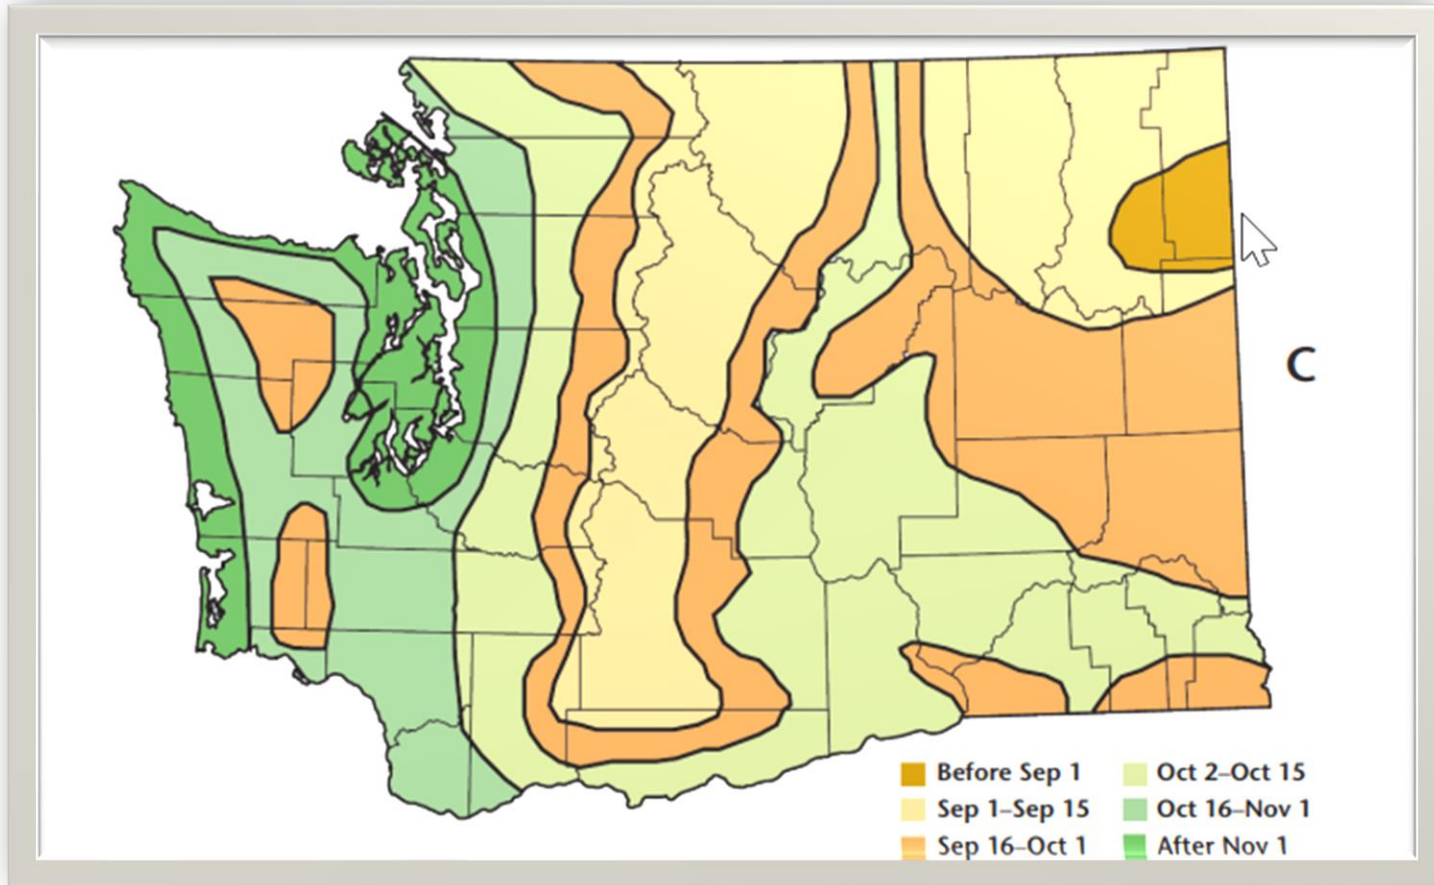 C
Before Sep 1
Sep 1–Sep 15
Sep 16–Oct 1
Oct 2–Oct 15
Oct 16–Nov 1
After Nov 1